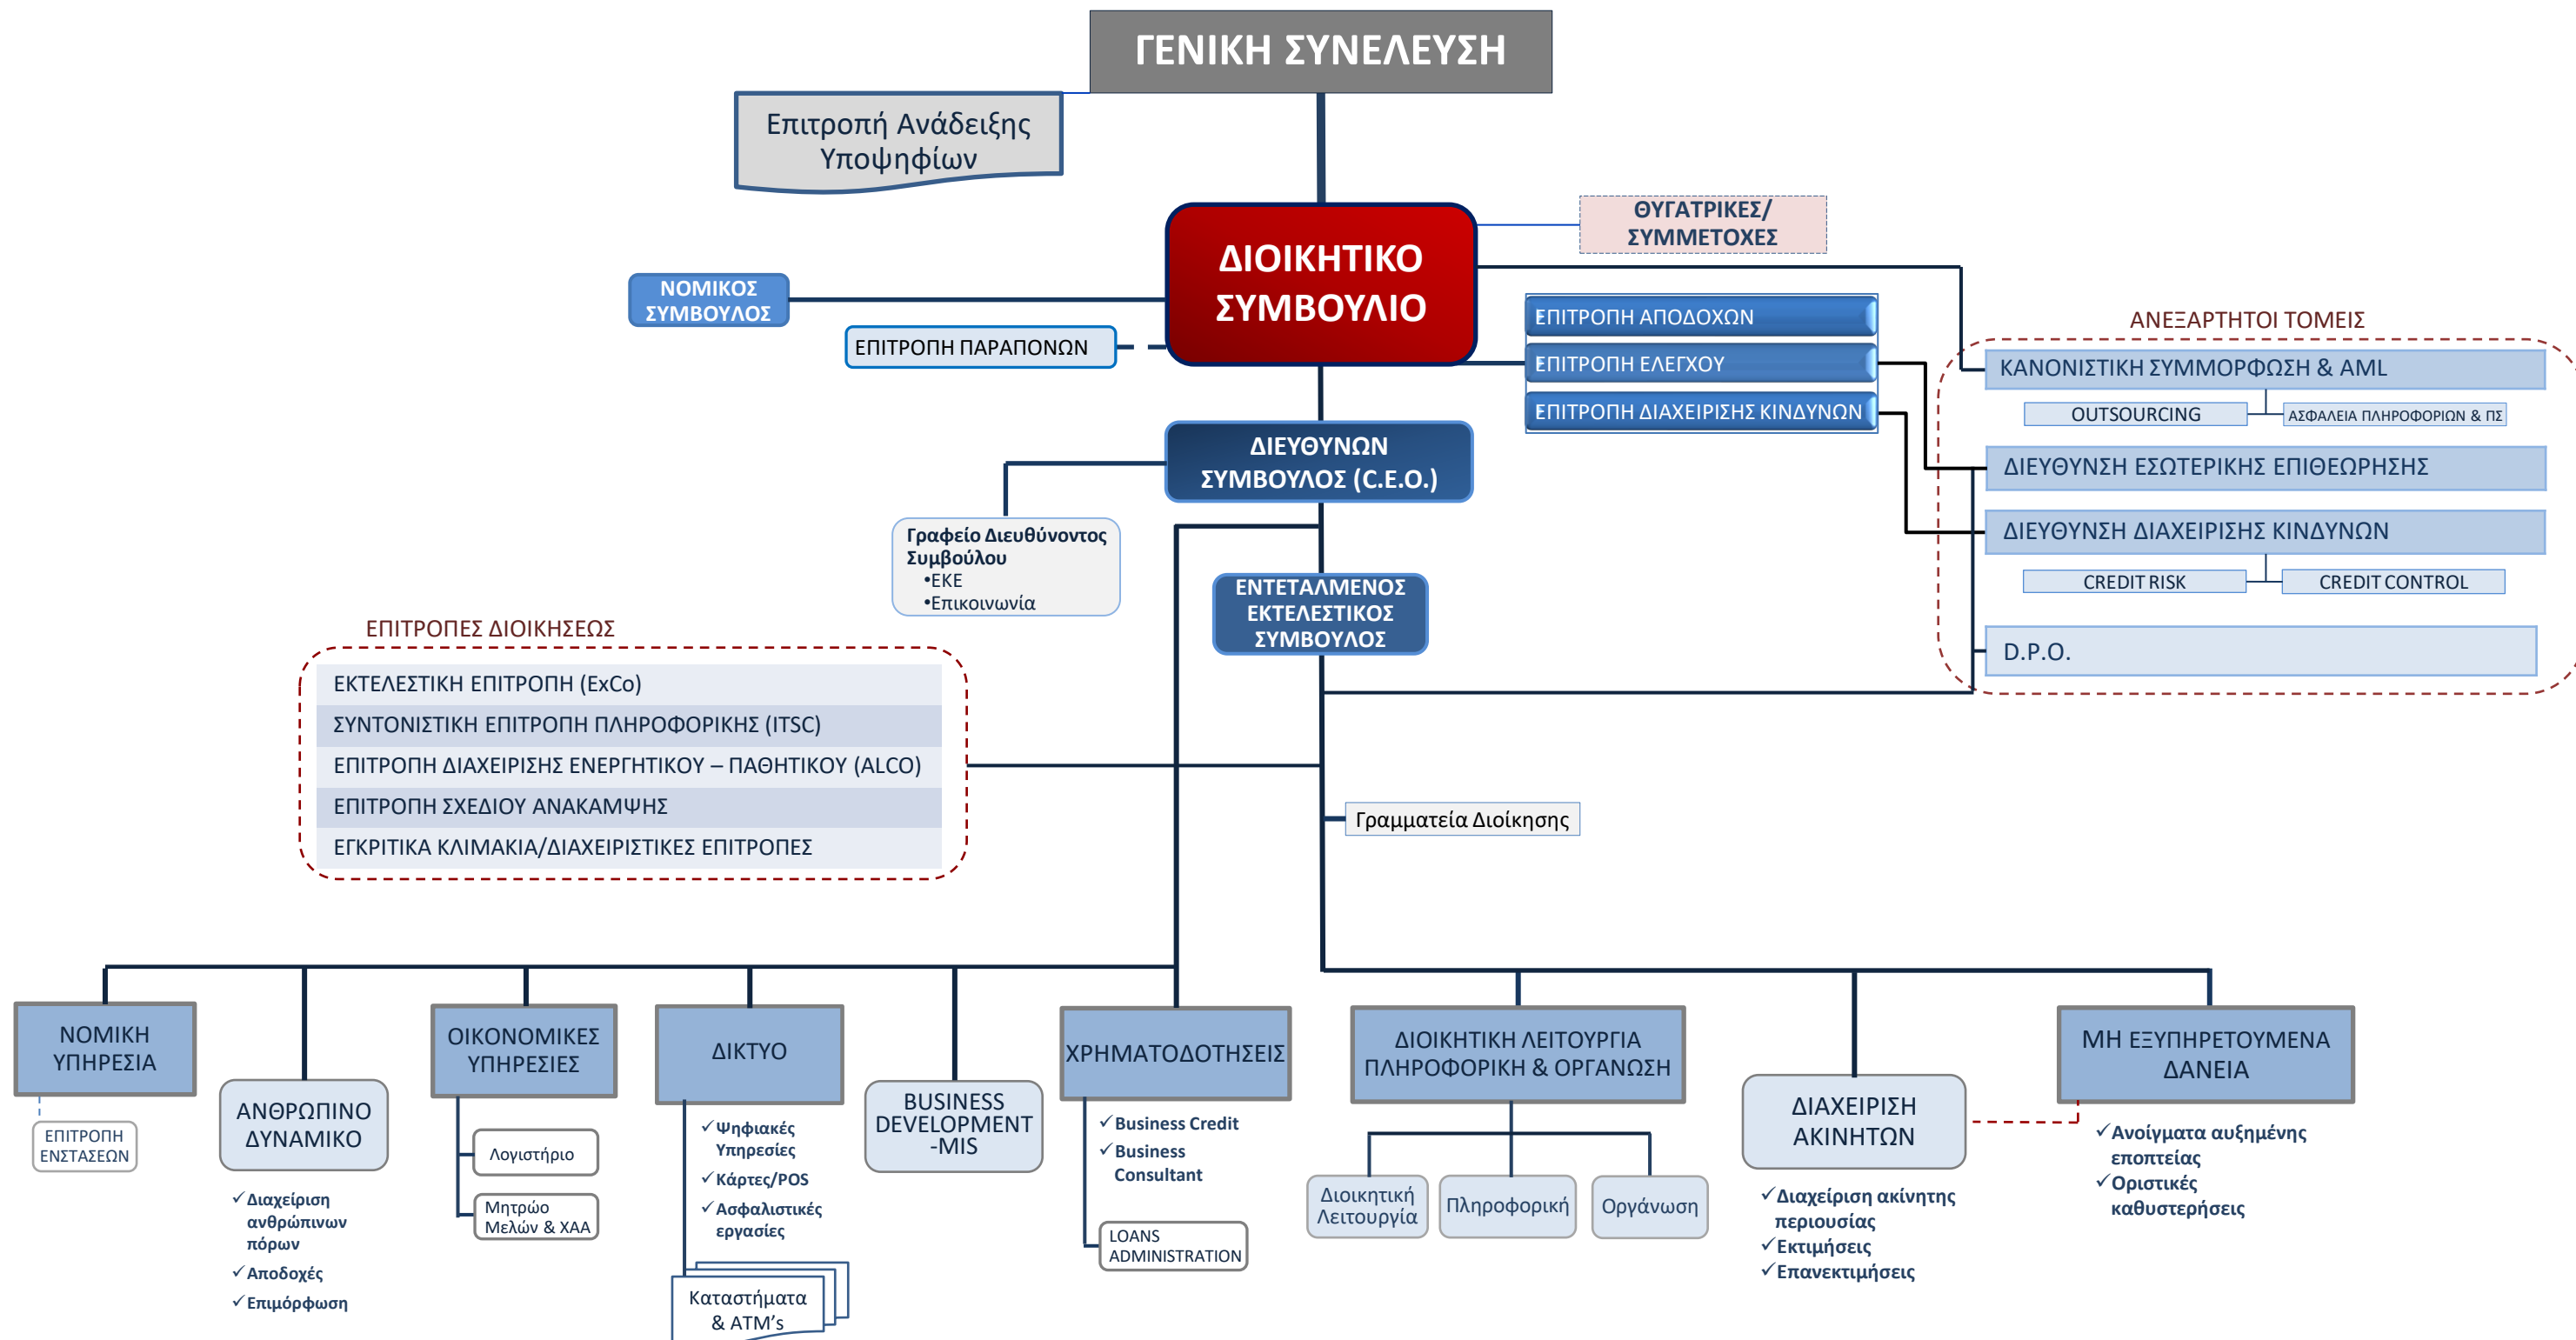 ΓΕΝΙΚΗ ΣΥΝΕΛΕΥΣΗ
Επιτροπή Ανάδειξης
Υποψηφίων
ΘΥΓΑΤΡΙΚΕΣ/
ΣΥΜΜΕΤΟΧΕΣ
ΔΙΟΙΚΗΤΙΚΟ
ΣΥΜΒΟΥΛΙΟ
ΝΟΜΙΚΟΣ
ΣΥΜΒΟΥΛΟΣ
ΕΠΙΤΡΟΠΗ ΠΑΡΑΠΟΝΩΝ
ΕΠΙΤΡΟΠΗ ΑΠΟΔΟΧΩΝ
ΕΠΙΤΡΟΠΗ ΕΛΕΓΧΟΥ
ΕΠΙΤΡΟΠΗ ΔΙΑΧΕΙΡΙΣΗΣ ΚΙΝΔΥΝΩΝ
ΑΝΕΞΑΡΤΗΤΟΙ ΤΟΜΕΙΣ
ΚΑΝΟΝΙΣΤΙΚΗ ΣΥΜΜΟΡΦΩΣΗ & AML
OUTSOURCING
ΑΣΦΑΛΕΙΑ ΠΛΗΡΟΦΟΡΙΩΝ & ΠΣ
ΔΙΕΥΘΥΝΣΗ ΕΣΩΤΕΡΙΚΗΣ ΕΠΙΘΕΩΡΗΣΗΣ
ΔΙΕΥΘΥΝΣΗ ΔΙΑΧΕΙΡΙΣΗΣ ΚΙΝΔΥΝΩΝ
CREDIT RISK
CREDIT CONTROL
D.P.O.
ΔΙΕΥΘΥΝΩΝ
ΣΥΜΒΟΥΛΟΣ (C.E.O.)
Γραφείο Διευθύνοντος
Συμβούλου
•ΕΚΕ
•Επικοινωνία
ΕΝΤΕΤΑΛΜΕΝΟΣ
ΕΚΤΕΛΕΣΤΙΚΟΣ
ΣΥΜΒΟΥΛΟΣ
ΕΠΙΤΡΟΠΕΣ ΔΙΟΙΚΗΣΕΩΣ
ΕΚΤΕΛΕΣΤΙΚΗ ΕΠΙΤΡΟΠΗ (ExCo)
ΣΥΝΤΟΝΙΣΤΙΚΗ ΕΠΙΤΡΟΠΗ ΠΛΗΡΟΦΟΡΙΚΗΣ (ITSC)
ΕΠΙΤΡΟΠΗ ΔΙΑΧΕΙΡΙΣΗΣ ΕΝΕΡΓΗΤΙΚΟΥ – ΠΑΘΗΤΙΚΟΥ (ALCO)
ΕΠΙΤΡΟΠΗ ΣΧΕΔΙΟΥ ΑΝΑΚΑΜΨΗΣ
ΕΓΚΡΙΤΙΚΑ ΚΛΙΜΑΚΙΑ/ΔΙΑΧΕΙΡΙΣΤΙΚΕΣ ΕΠΙΤΡΟΠΕΣ
Γραμματεία Διοίκησης
ΝΟΜΙΚΗ
ΥΠΗΡΕΣΙΑ
ΕΠΙΤΡΟΠΗ
ΕΝΣΤΑΣΕΩΝ
ΑΝΘΡΩΠΙΝΟ
ΔΥΝΑΜΙΚΟ
✓Διαχείριση
ανθρώπινων
πόρων
✓Αποδοχές
✓Επιμόρφωση
ΟΙΚΟΝΟΜΙΚΕΣ
ΥΠΗΡΕΣΙΕΣ
Λογιστήριο
Μητρώο
Μελών & ΧΑΑ
ΔΙΚΤΥΟ
✓Ψηφιακές
Υπηρεσίες
✓Κάρτες/POS
✓Ασφαλιστικές
εργασίες
Καταστήματα
& ATM's
BUSINESS
DEVELOPMENT
-MIS
ΧΡΗΜΑΤΟΔΟΤΗΣΕΙΣ
✓Business Credit
✓Business
Consultant
LOANS
ADMINISTRATION
ΔΙΟΙΚΗΤΙΚΗ ΛΕΙΤΟΥΡΓΙΑ
ΠΛΗΡΟΦΟΡΙΚΗ & ΟΡΓΑΝΩΣΗ
Διοικητική
Λειτουργία
Πληροφορική
Οργάνωση
ΔΙΑΧΕΙΡΙΣΗ
ΑΚΙΝΗΤΩΝ
✓Διαχείριση ακίνητης
περιουσίας
✓Εκτιμήσεις
✓Επανεκτιμήσεις
ΜΗ ΕΞΥΠΗΡΕΤΟΥΜΕΝΑ
ΔΑΝΕΙΑ
✓Ανοίγματα αυξημένης
εποπτείας
✓Οριστικές
καθυστερήσεις